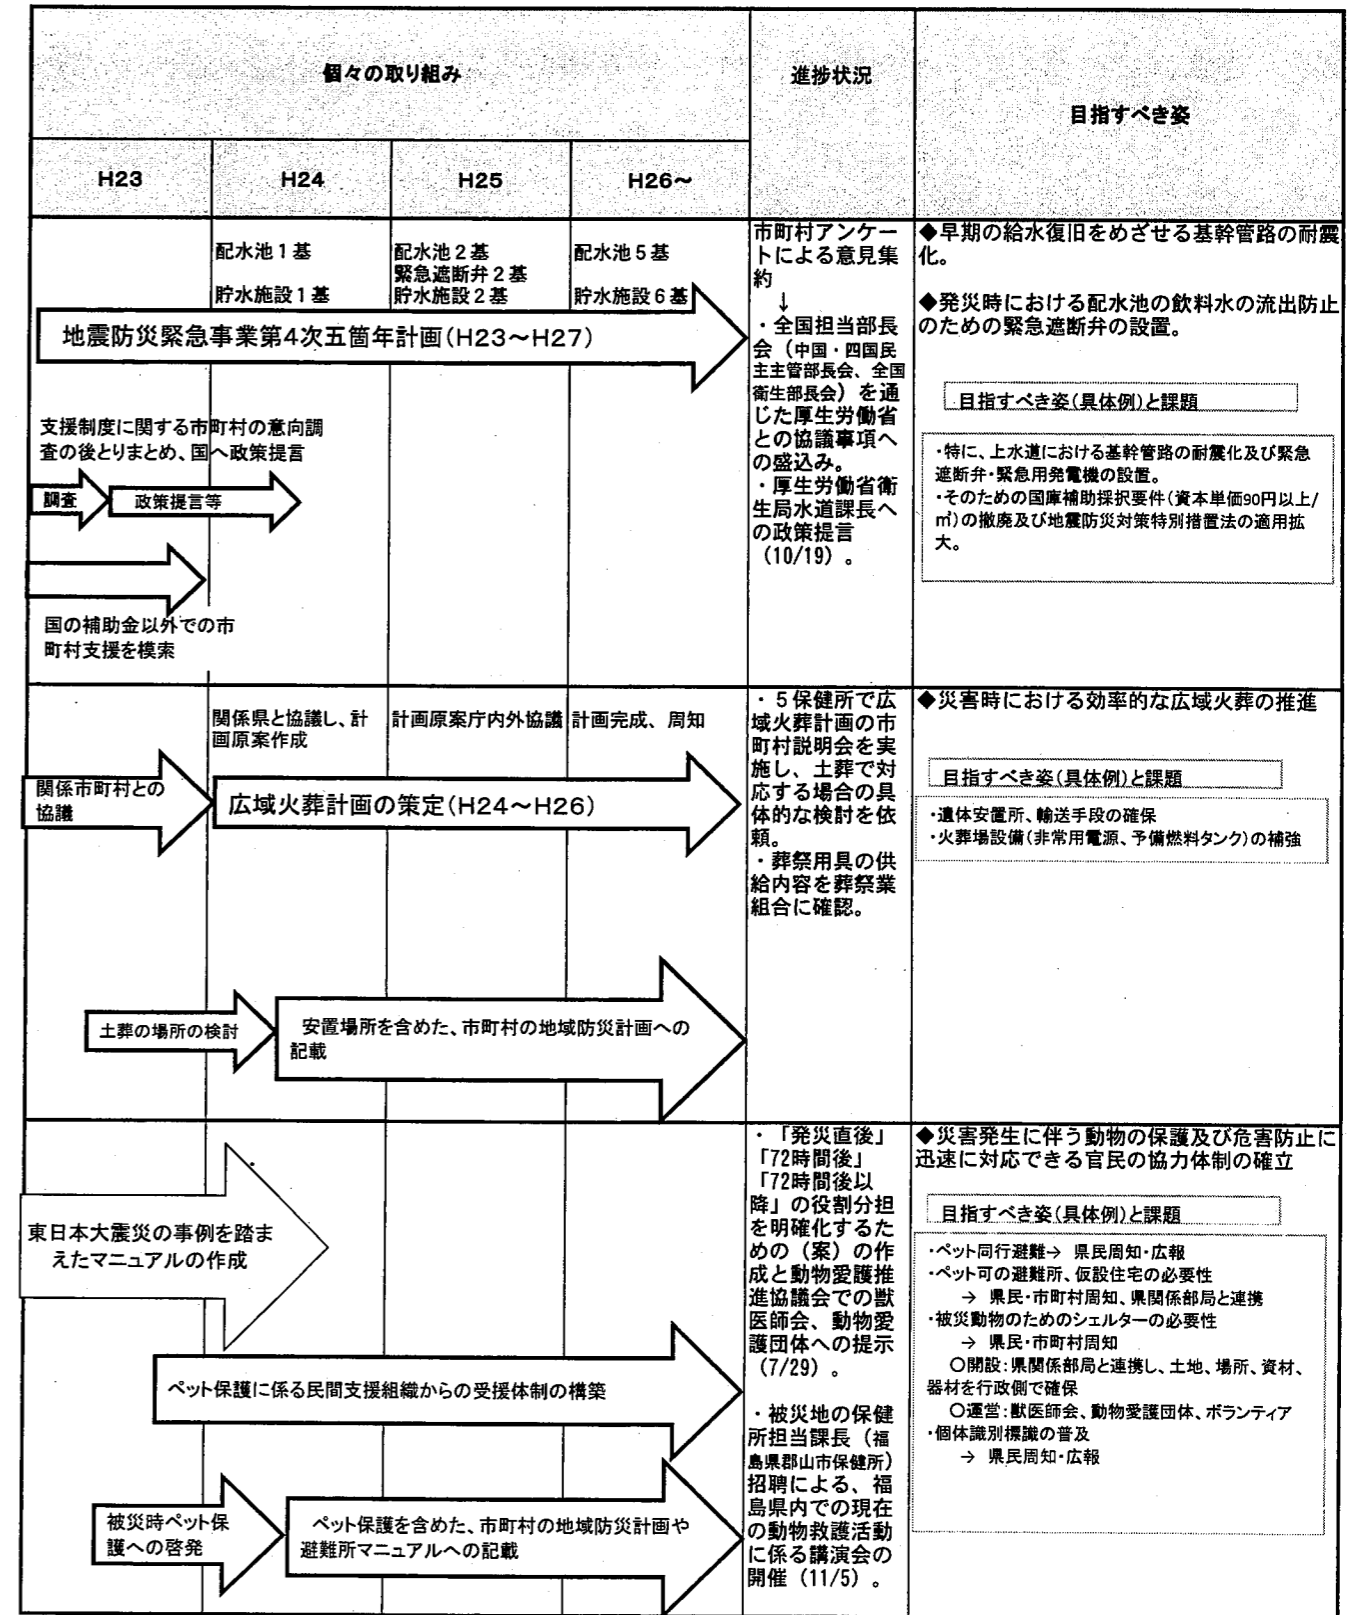 個々の取り組み
進捗状況
目指すべき姿
H23
H24
H25
H26～
配水池１基
貯水施設１基
配水池２基
緊急遮断弁２基
貯水施設２基
配水池５基
貯水施設６基
地震防災緊急事業第4次五箇年計画(H23～H27)
支援制度に関する市町村の意向調
査の後とりまとめ、国へ政策提言
調査
政策提言等
国の補助金以外での市
町村支援を模索
市町村アンケー
トによる意見集
約
↓
・全国担当部長
会（中国・四国民
主主管部長会、全国
衛生部長会）を通
じた厚生労働省
との協議事項へ
の盛込み。
・厚生労働省衛
生局水道課長へ
の政策提言
（10/19）。
◆早期の給水復旧をめざせる基幹管路の耐震
化。
◆発災時における配水池の飲料水の流出防止
のための緊急遮断弁の設置。
目指すべき姿(具体例)と課題
・特に、上水道における基幹管路の耐震化及び緊急
遮断弁・緊急用発電機の設置。
・そのための国庫補助採択要件(資本単価90円以上/
㎥)の撤廃及び地震防災対策特別措置法の適用拡
大。
関係市町村との
協議
関係県と協議し、計
画原案作成
計画原案庁内外協議
計画完成、周知
広域火葬計画の策定(H24～H26)
土葬の場所の検討
安置場所を含めた、市町村の地域防災計画への
記載
・５保健所で広
域火葬計画の市
町村説明会を実
施し、土葬で対
応する場合の具
体的な検討を依
頼。
・葬祭用具の供
給内容を葬祭業
組合に確認。
◆災害時における効率的な広域火葬の推進
目指すべき姿(具体例)と課題
・遺体安置所、輸送手段の確保
・火葬場設備(非常用電源、予備燃料タンク)の補強
東日本大震災の事例を踏ま
えたマニュアルの作成
ペット保護に係る民間支援組織からの受援体制の構築
被災時ペット保
護への啓発
ペット保護を含めた、市町村の地域防災計画や
避難所マニュアルへの記載
・「発災直後」
「72時間後」
「72時間後以
降」の役割分担
を明確化するた
めの（案）の作
成と動物愛護推
進協議会での獣
医師会、動物愛
護団体への提示
（7/29）。
・被災地の保健
所担当課長（福
島県郡山市保健所）
招聘による、福
島県内での現在
の動物救護活動
に係る講演会の
開催（11/5）。
◆災害発生に伴う動物の保護及び危害防止に
迅速に対応できる官民の協力体制の確立
目指すべき姿(具体例)と課題
・ペット同行避難→ 県民周知・広報
・ペット可の避難所、仮設住宅の必要性
→ 県民・市町村周知、県関係部局と連携
・被災動物のためのシェルターの必要性
→ 県民・市町村周知
○開設：県関係部局と連携し、土地、場所、資材、
器材を行政側で確保
○運営：獣医師会、動物愛護団体、ボランティア
・個体識別標識の普及
→ 県民周知・広報